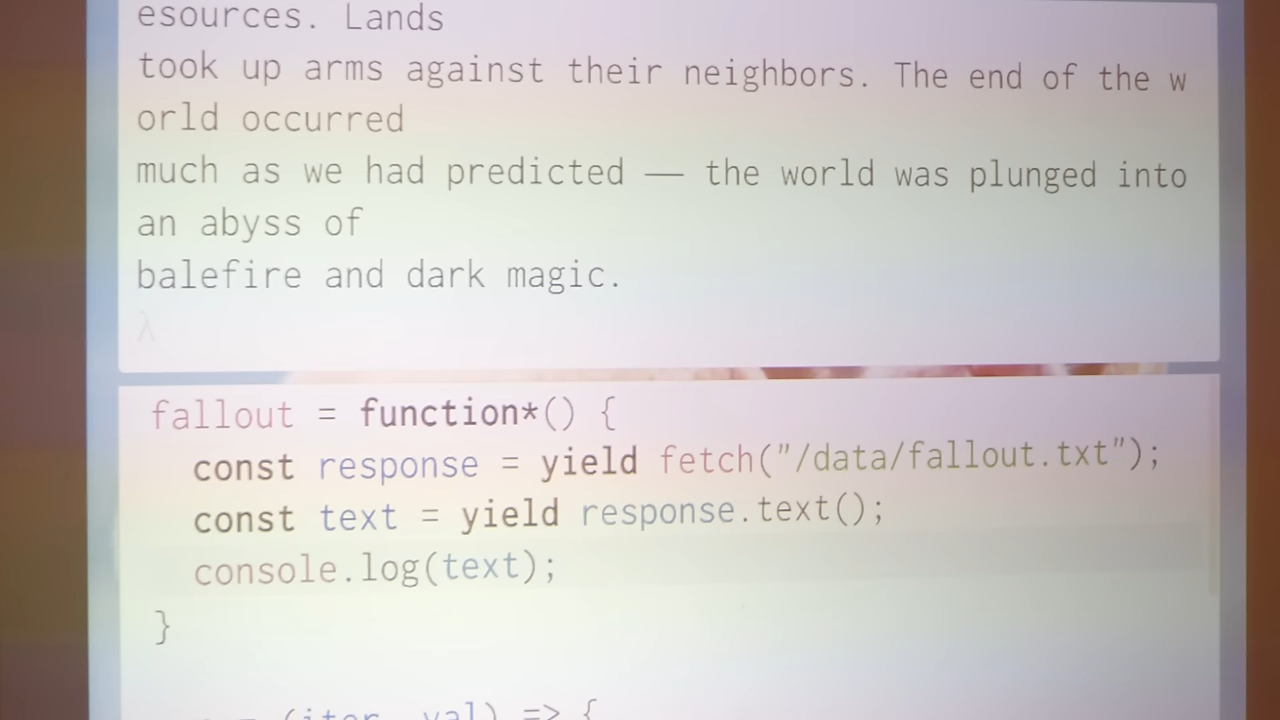 esources. Lands
took up arms against their neighbors. The end of the w
orld occurred
much as we had predicted — the world was plunged into
an abyss of
balefire and dark magic.
λ
fallout = function*() {
  const response = yield fetch("/data/fallout.txt");
  const text = yield response.text();
  console.log(text);
}
= (iter, val) => {